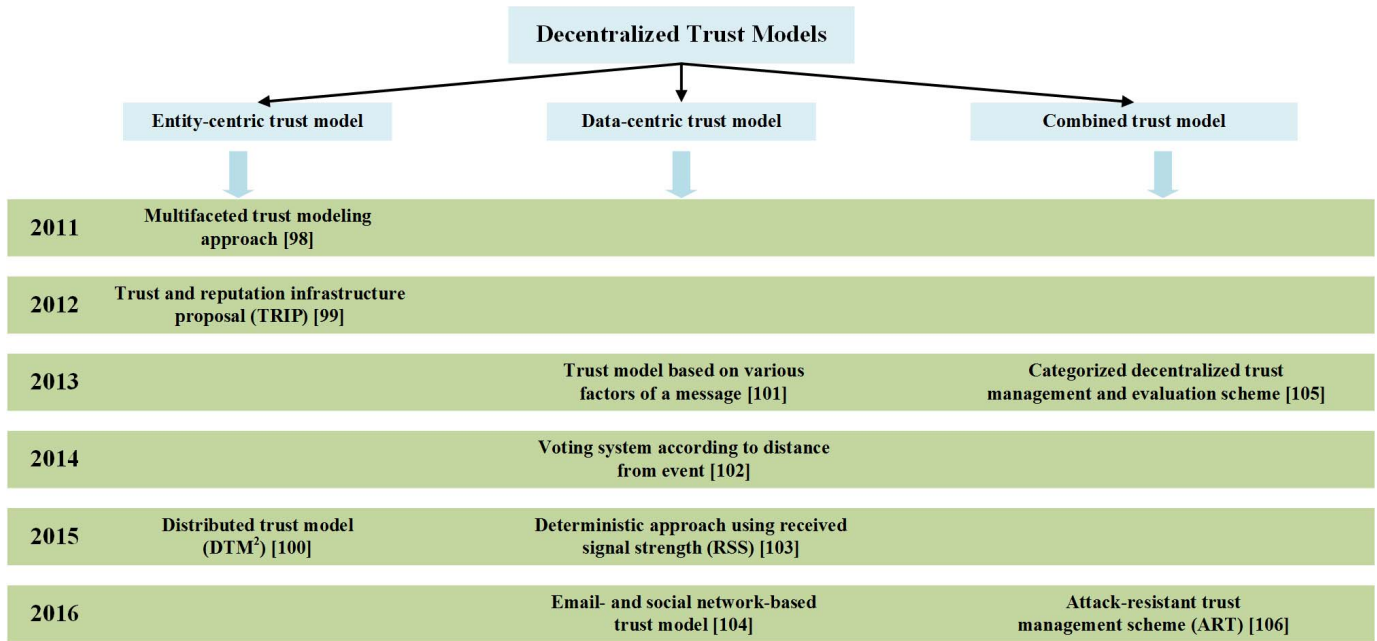 Decentralized Trust Models
Entity-centric trust model
Data-centric trust model
Combined trust model
2011
Multifaceted trust modeling
approach [98]
2012
Trust and reputation infrastructure
proposal (TRIP) [99]
2013
Trust model based on various
factors of a message [101]
Categorized decentralized trust
management and evaluation scheme [105]
2014
Voting system according to distance
from event [102]
2015
Distributed trust model
(DTM²) [100]
Deterministic approach using received
signal strength (RSS) [103]
2016
Email- and social network-based
trust model [104]
Attack-resistant trust
management scheme (ART) [106]